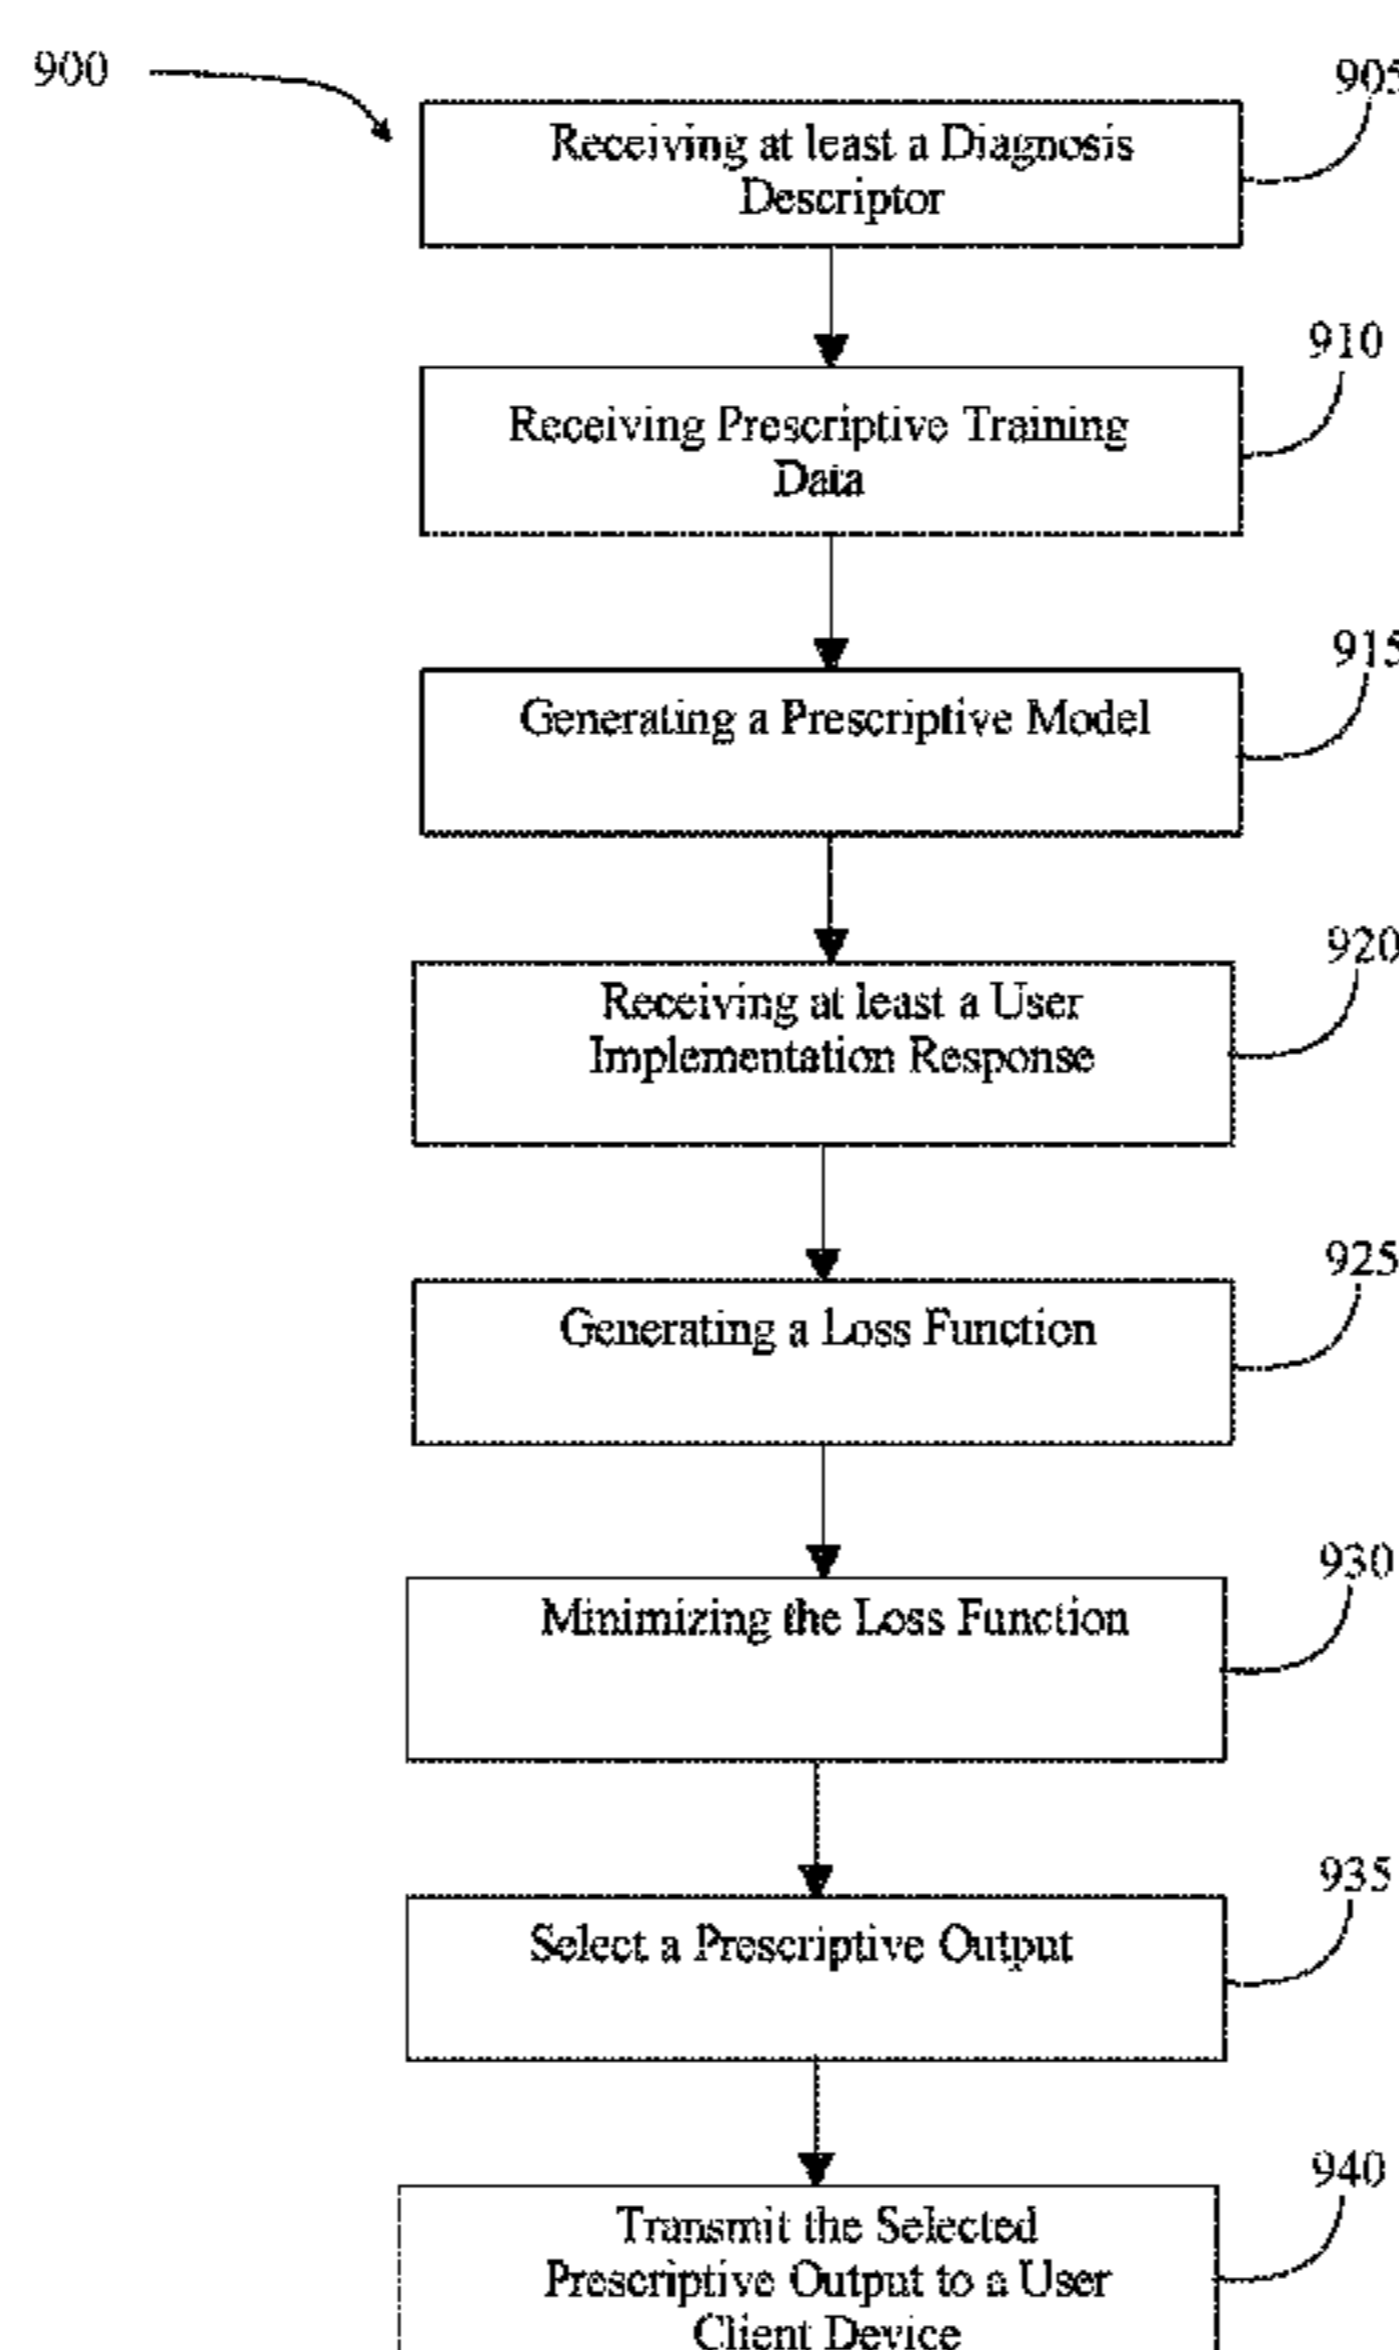 900
905
Receiving at least a Diagnosis
Descriptor
910
Receiving Prescriptive Training
Data
915
Generating a Prescriptive Model
920
Receiving at least a User
Implementation Response
925
Generating a Loss Function
930
Minimizing the Loss Function
935
Select a Prescriptive Output
940
Transmit the Selected
Prescriptive Output to a User
Client Device